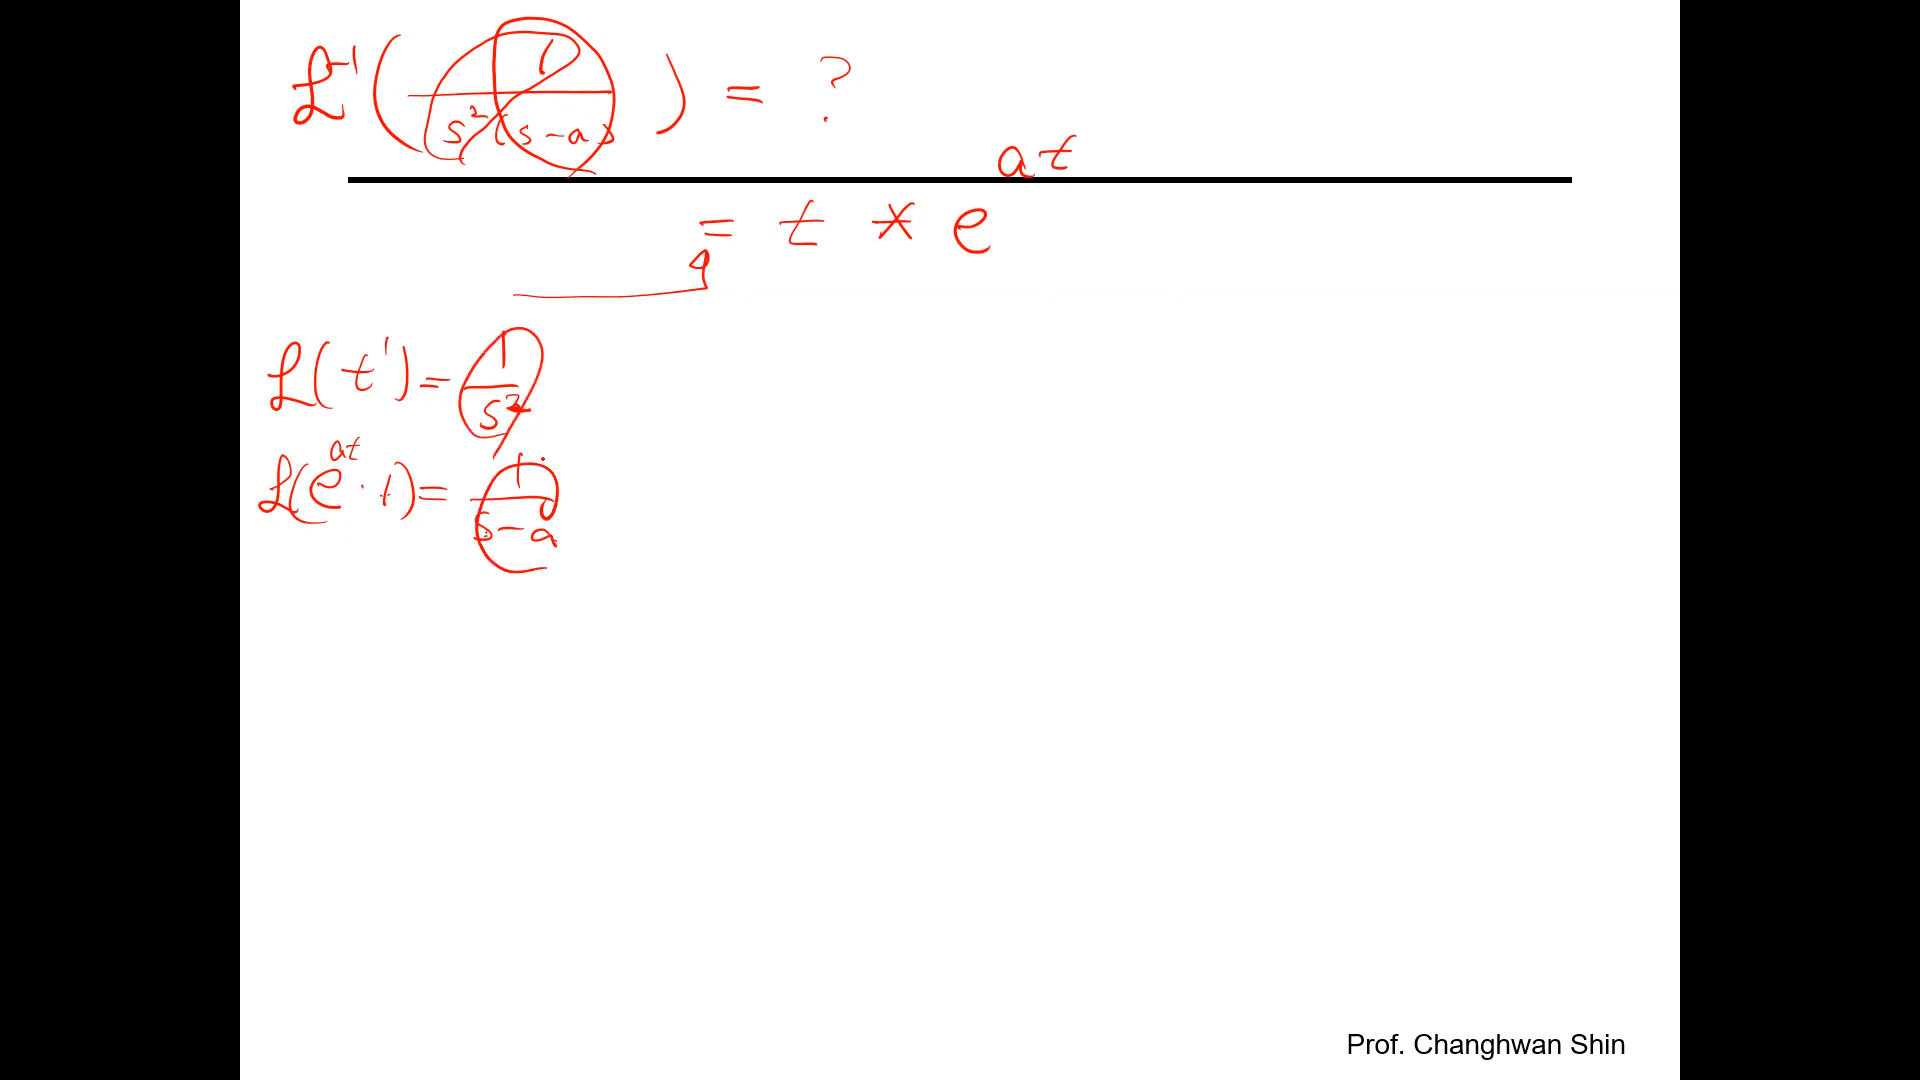 ℒ⁻¹( 1 / s²(s-a) ) = ?
= t * e^{at}
ℒ(t¹) = 1/s²
ℒ(e^{at}·1) = 1/(s-a)
Prof. Changhwan Shin